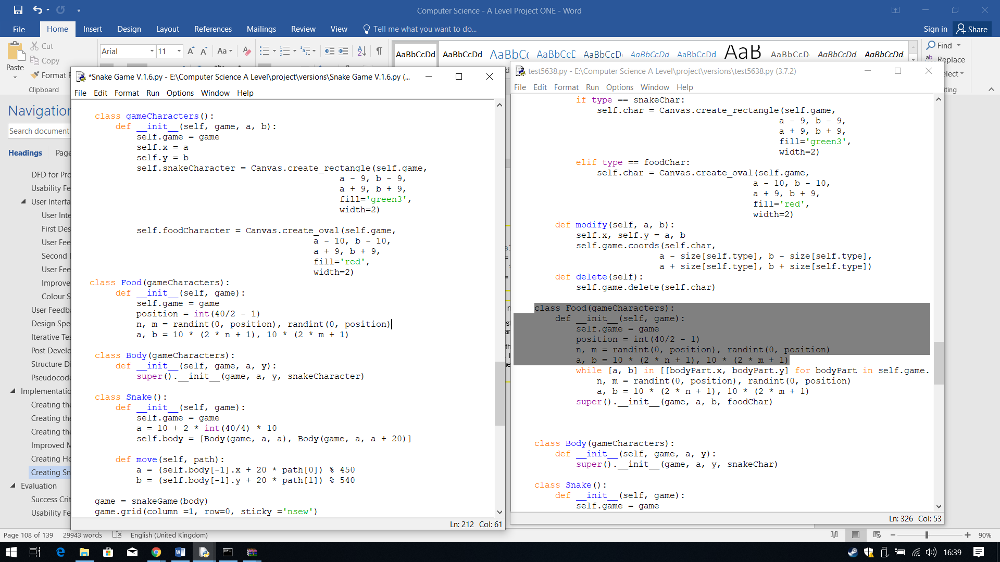 Computer Science - A Level Project ONE - Word
File Home Insert Design Layout References Mailings Review View Tell me what you want to do... Sign in Share
Cut
Copy
Paste
Clipboard
Arial 11
AaBbCcDd AaBbCcDd AaBbCcDd AaBbCcDd AaBbCcD AaBbCcDd AaBbCcDd
Find
Replace
Navigation
Search document
Headings
DFD for Pro
Usability Fe
User Interfa
User Inte
First Des
User Fee
Second
User Fee
Improve
Colour S
User Feedba
Design Spe
Iterative Tes
Post Develo
Structure Di
Pseudocode
Implementatio
Creating the
Creating the
Creating the
Improved M
Creating Ho
Creating Sn
Evaluation
Success Crit
Usability Fe
*Snake Game V.1.6.py - E:\Computer Science A Level\project\versions\Snake Game V.1.6.py (...
File Edit Format Run Options Window Help
class gameCharacters():
def __init__(self, game, a, b):
self.game = game
self.x = a
self.y = b
self.snakeCharacter = Canvas.create_rectangle(self.game,
a - 9, b - 9,
a + 9, b + 9,
fill='green3',
width=2)
self.foodCharacter = Canvas.create_oval(self.game,
a - 10, b - 10,
a + 9, b + 9,
fill='red',
width=2)
class Food(gameCharacters):
def __init__(self, game):
self.game = game
position = int(40/2 - 1)
n, m = randint(0, position), randint(0, position)
a, b = 10 * (2 * n + 1), 10 * (2 * m + 1)
class Body(gameCharacters):
def __init__(self, game, a, y):
super().__init__(game, a, y, snakeCharacter)
class Snake():
def __init__(self, game):
self.game = game
a = 10 + 2 * int(40/4) * 10
self.body = [Body(game, a, a), Body(game, a, a + 20)]
def move(self, path):
a = (self.body[-1].x + 20 * path[0]) % 450
b = (self.body[-1].y + 20 * path[1]) % 540
game = snakeGame(body)
game.grid(column =1, row=0, sticky ='nsew')
Ln: 212 Col: 61
test5638.py - E:\Computer Science A Level\project\versions\test5638.py (3.7.2)
File Edit Format Run Options Window Help
if type == snakeChar:
self.char = Canvas.create_rectangle(self.game,
a - 9, b - 9,
a + 9, b + 9,
fill='green3',
width=2)
elif type == foodChar:
self.char = Canvas.create_oval(self.game,
a - 10, b - 10,
a + 9, b + 9,
fill='red',
width=2)
def modify(self, a, b):
self.x, self.y = a, b
self.game.coords(self.char,
a - size[self.type], b - size[self.type],
a + size[self.type], b + size[self.type])
def delete(self):
self.game.delete(self.char)
class Food(gameCharacters):
def __init__(self, game):
self.game = game
position = int(40/2 - 1)
n, m = randint(0, position), randint(0, position)
a, b = 10 * (2 * n + 1), 10 * (2 * m + 1)
while [a, b] in [[bodyPart.x, bodyPart.y] for bodyPart in self.game.
n, m = randint(0, position), randint(0, position)
a, b = 10 * (2 * n + 1), 10 * (2 * m + 1)
super().__init__(game, a, b, foodChar)
class Body(gameCharacters):
def __init__(self, game, a, y):
super().__init__(game, a, y, snakeChar)
class Snake():
def __init__(self, game):
self.game = game
Ln: 326 Col: 53
Page 108 of 139 29943 words English (United Kingdom) 90%
16:39